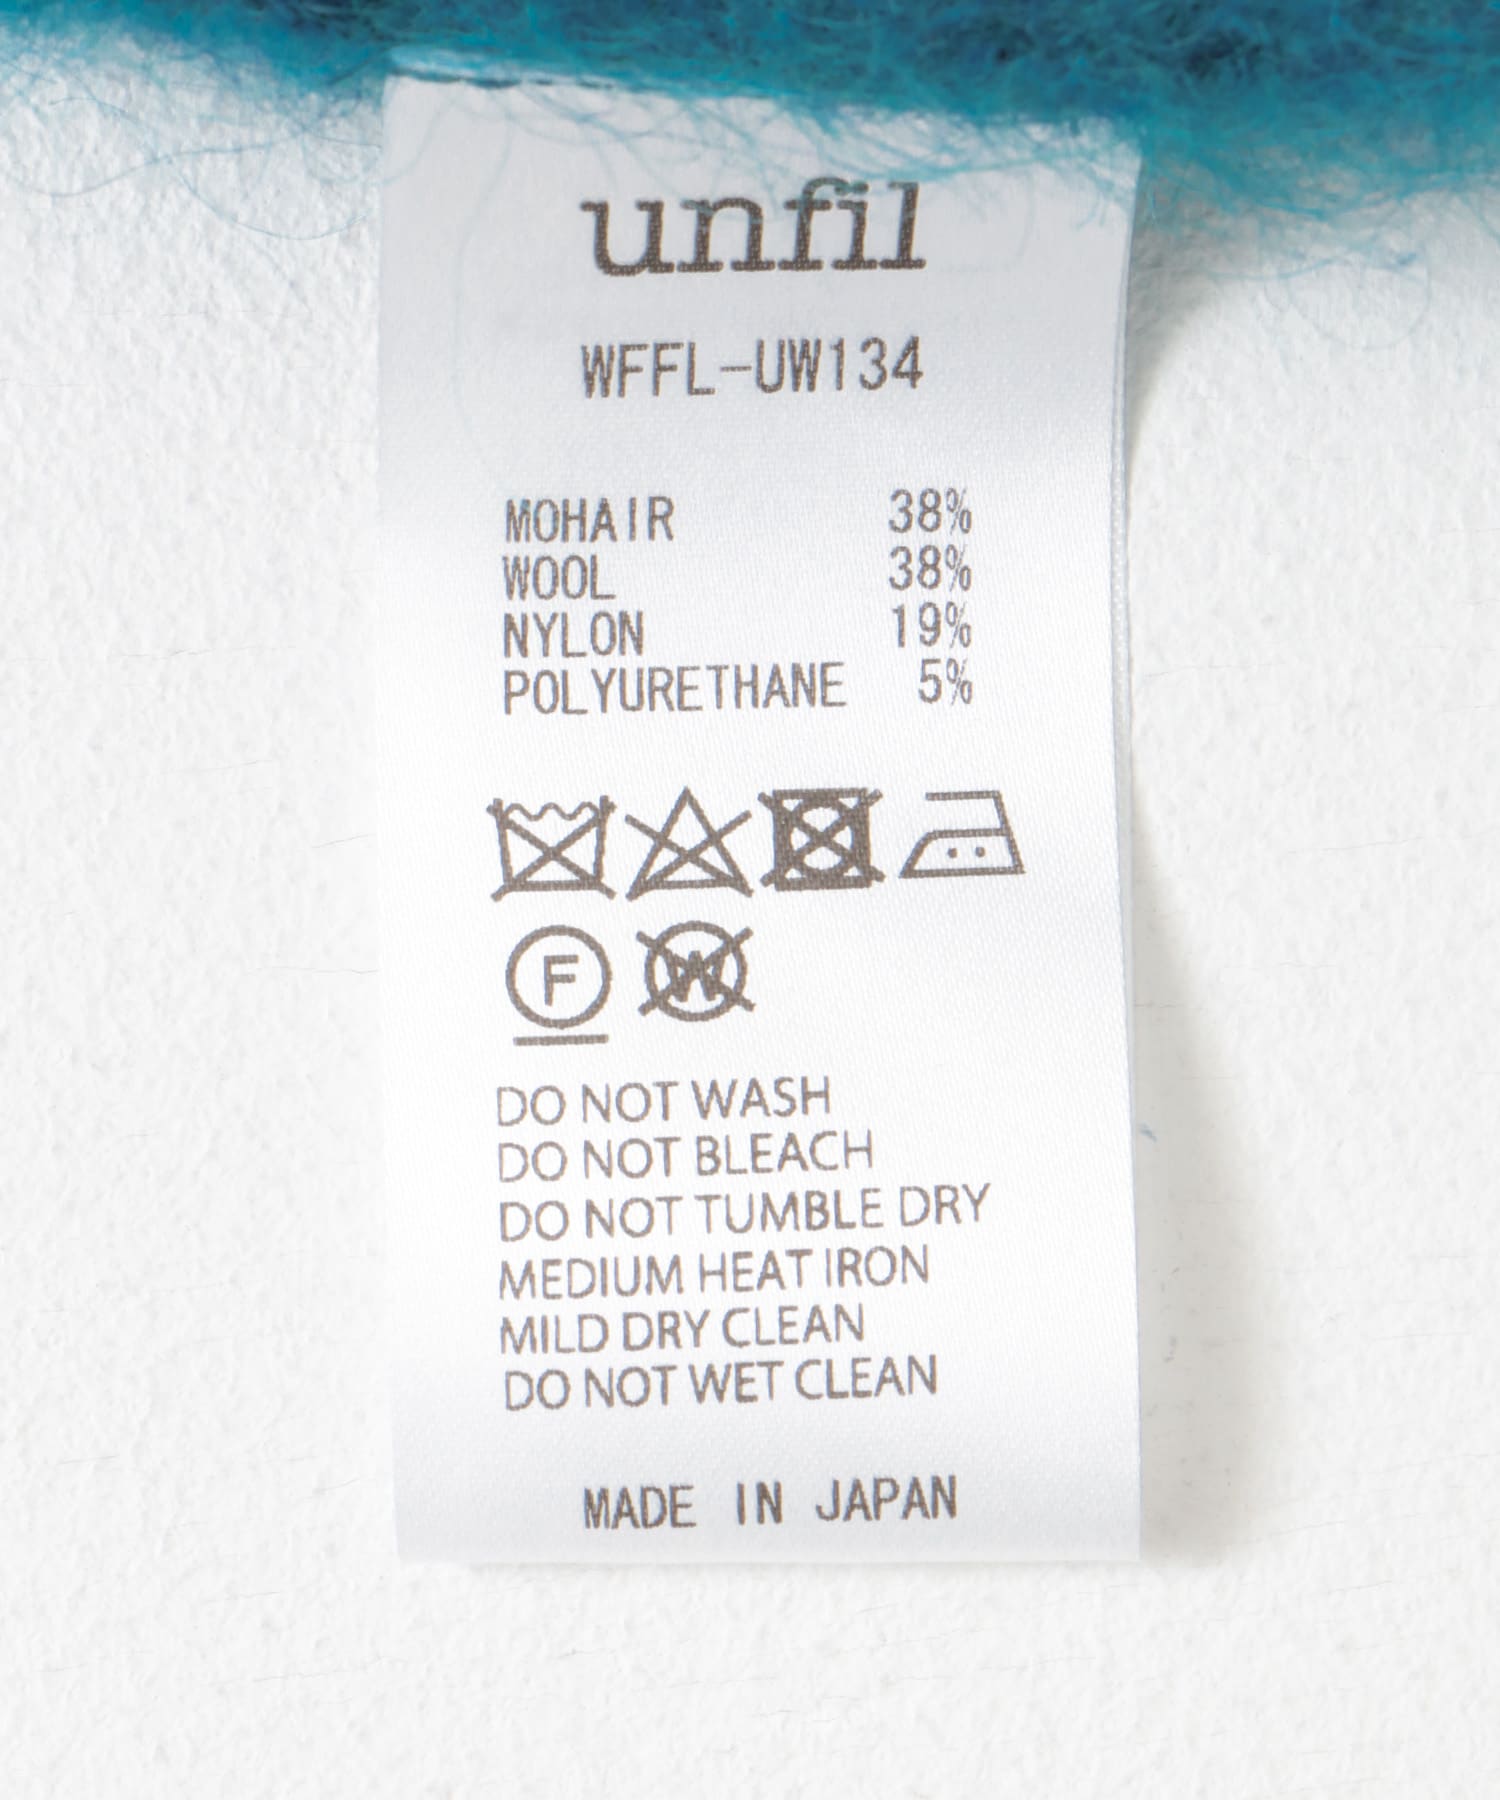 unfil
WFFL-UW134
MOHAIR 38%
WOOL 38%
NYLON 19%
POLYURETHANE 5%
F W
DO NOT WASH
DO NOT BLEACH
DO NOT TUMBLE DRY
MEDIUM HEAT IRON
MILD DRY CLEAN
DO NOT WET CLEAN
MADE IN JAPAN